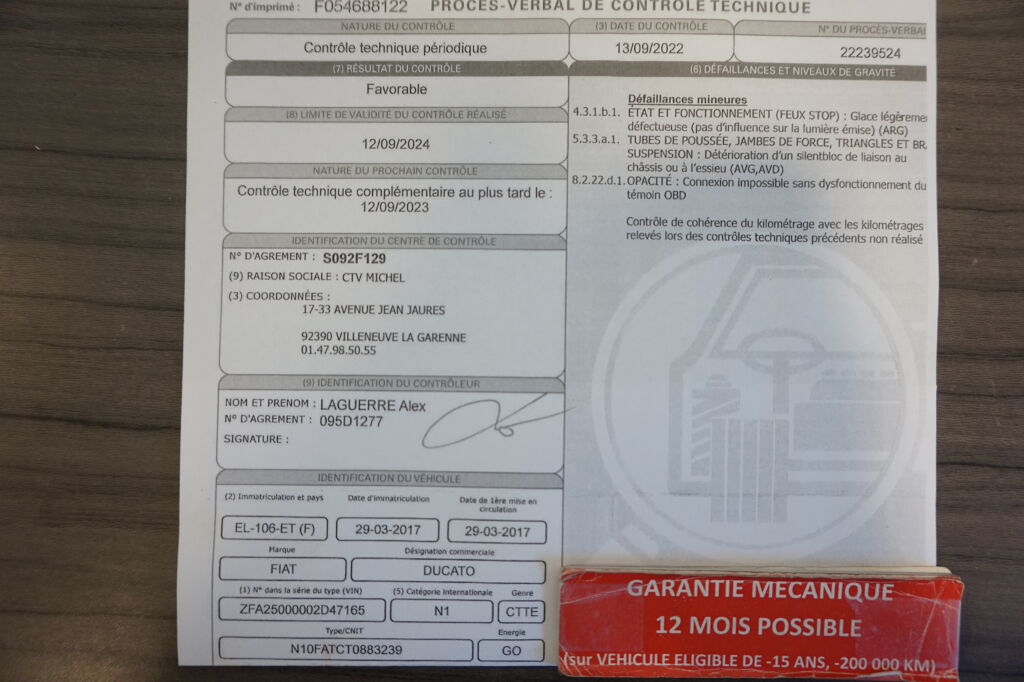 N° d'imprimé : F054688122 PROCÈS-VERBAL DE CONTRÔLE TECHNIQUE
NATURE DU CONTRÔLE
Contrôle technique périodique
(3) DATE DU CONTRÔLE
13/09/2022
N° DU PROCÈS-VERBAL
22239524
(7) RÉSULTAT DU CONTRÔLE
Favorable
(8) LIMITE DE VALIDITÉ DU CONTRÔLE RÉALISÉ
12/09/2024
NATURE DU PROCHAIN CONTRÔLE
Contrôle technique complémentaire au plus tard le :
12/09/2023
IDENTIFICATION DU CENTRE DE CONTRÔLE
N° D'AGREMENT : S092F129
(9) RAISON SOCIALE : CTV MICHEL
(3) COORDONNÉES :
17-33 AVENUE JEAN JAURES
92390 VILLENEUVE LA GARENNE
01.47.98.50.55
(9) IDENTIFICATION DU CONTRÔLEUR
NOM ET PRENOM : LAGUERRE Alex
N° D'AGREMENT : 095D1277
SIGNATURE :
IDENTIFICATION DU VÉHICULE
(2) Immatriculation et pays
EL-106-ET (F)
Date d'immatriculation
29-03-2017
Date de 1ère mise en
circulation
29-03-2017
Marque
FIAT
Désignation commerciale
DUCATO
(1) N° dans la série du type (VIN)
ZFA25000002D47165
(5) Catégorie Internationale
N1
Genre
CTTE
Type/CNIT
N10FATCT0883239
Energie
GO
(6) DÉFAILLANCES ET NIVEAUX DE GRAVITÉ
Défaillances mineures
4.3.1.b.1. ÉTAT ET FONCTIONNEMENT (FEUX STOP) : Glace légèreme
défectueuse (pas d'influence sur la lumière émise) (ARG)
5.3.3.a.1. TUBES DE POUSSÉE, JAMBES DE FORCE, TRIANGLES ET BRA
SUSPENSION : Détérioration d'un silentbloc de liaison au
châssis ou à l'essieu (AVG,AVD)
8.2.22.d.1. OPACITÉ : Connexion impossible sans dysfonctionnement du
témoin OBD
Contrôle de cohérence du kilométrage avec les kilométrages
relevés lors des contrôles techniques précédents non réalisé
GARANTIE MECANIQUE
12 MOIS POSSIBLE
(sur VEHICULE ELIGIBLE DE -15 ANS, -200 000 KM)